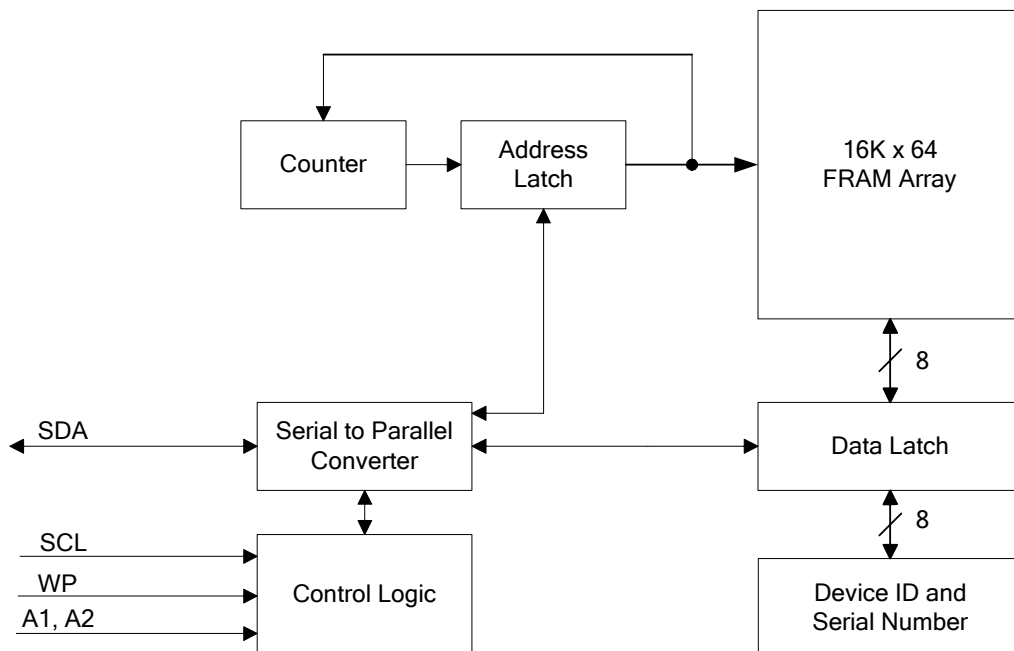 Counter
Address
Latch
16K x 64
FRAM Array
8
SDA
Serial to Parallel
Converter
Data Latch
8
SCL
WP
A1, A2
Control Logic
Device ID and
Serial Number